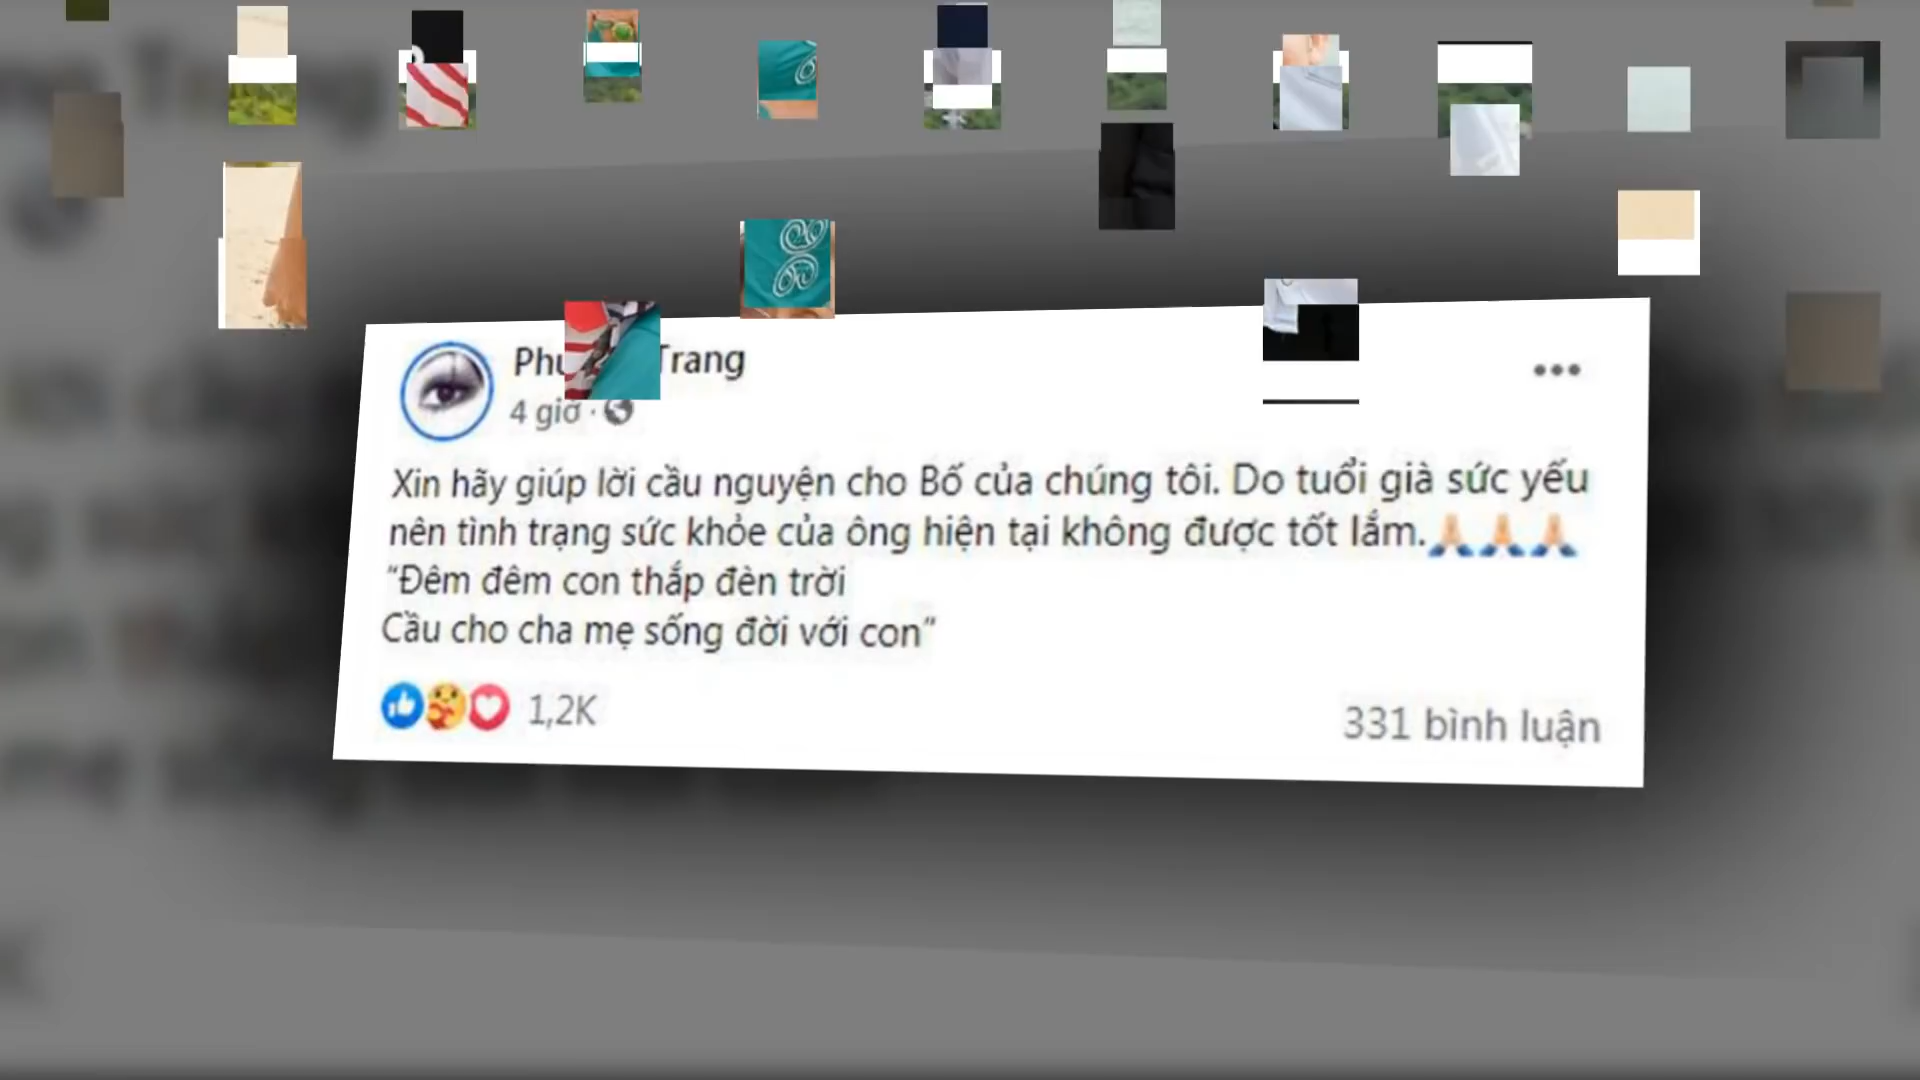 Trang
4 giờ ·
Xin hãy giúp lời cầu nguyện cho Bố của chúng tôi. Do tuổi già sức yếu
nên tình trạng sức khỏe của ông hiện tại không được tốt lắm.🙏🙏🙏
“Đêm đêm con thắp đèn trời
Cầu cho cha mẹ sống đời với con”
1,2K
331 bình luận